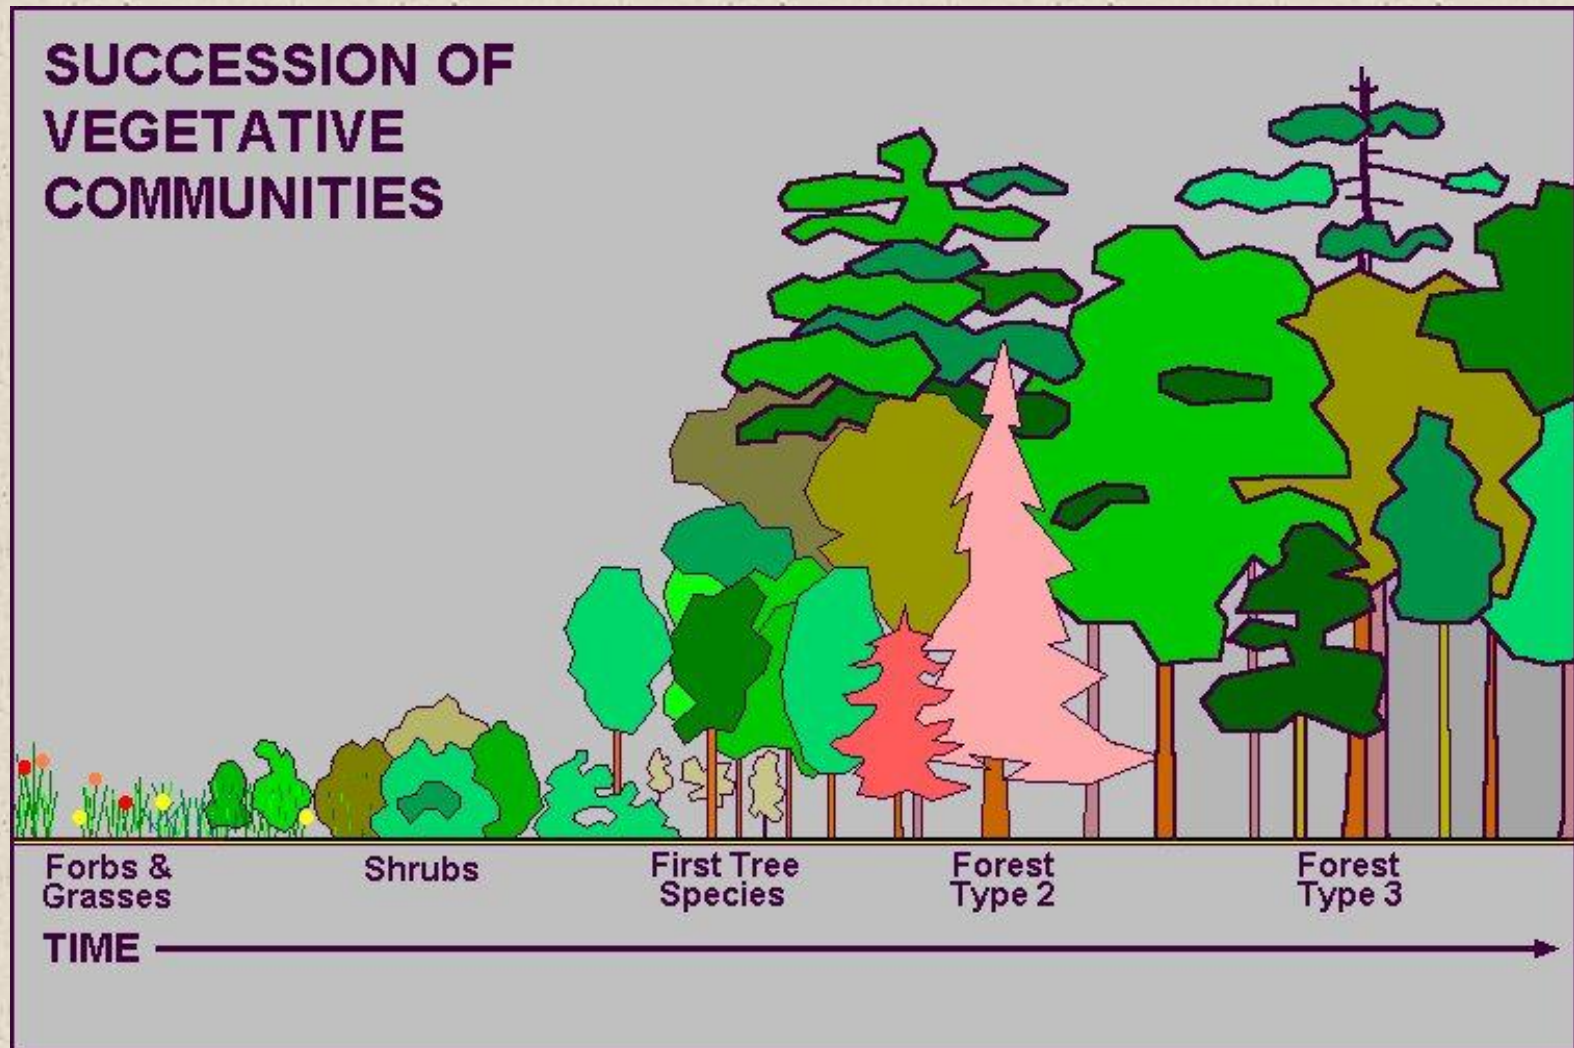 SUCCESSION OF
VEGETATIVE
COMMUNITIES
Forbs &
Grasses
Shrubs
First Tree
Species
Forest
Type 2
Forest
Type 3
TIME